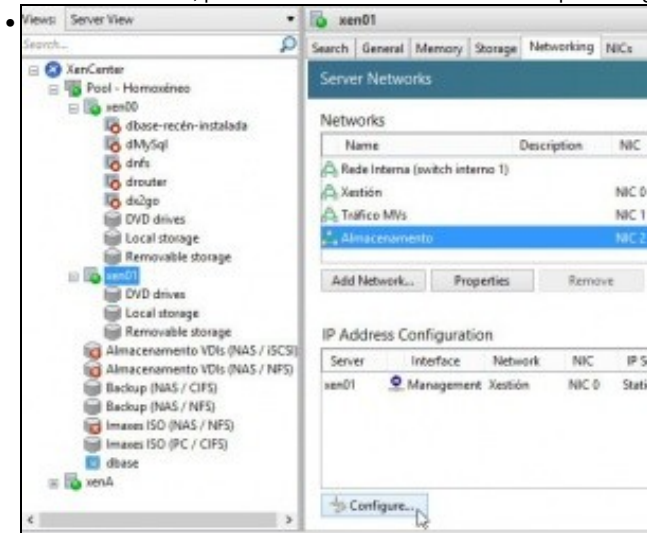 Views: Server View
Search...
XenCenter
Pool - Homoxéneo
xen00
dbase-recén-instalada
dMySql
dnfs
drouter
dx2go
DVD drives
Local storage
Removable storage
xen01
DVD drives
Local storage
Removable storage
Almacenamento VDIs (NAS / iSCSI)
Almacenamento VDIs (NAS / NFS)
Backup (NAS / CIFS)
Backup (NAS / NFS)
Imaxes ISO (NAS / NFS)
Imaxes ISO (PC / CIFS)
dbase
xenA
xen01
Search General Memory Storage Networking NICs
Server Networks
Networks
Name Description NIC
Rede Interna (switch interno 1)
Xestión NIC 0
Tráfico MVs NIC 1
Almacenamento NIC 2
Add Network... Properties Remove
IP Address Configuration
Server Interface Network NIC IP S
xen01 Management Xestión NIC 0 Stati
Configure...